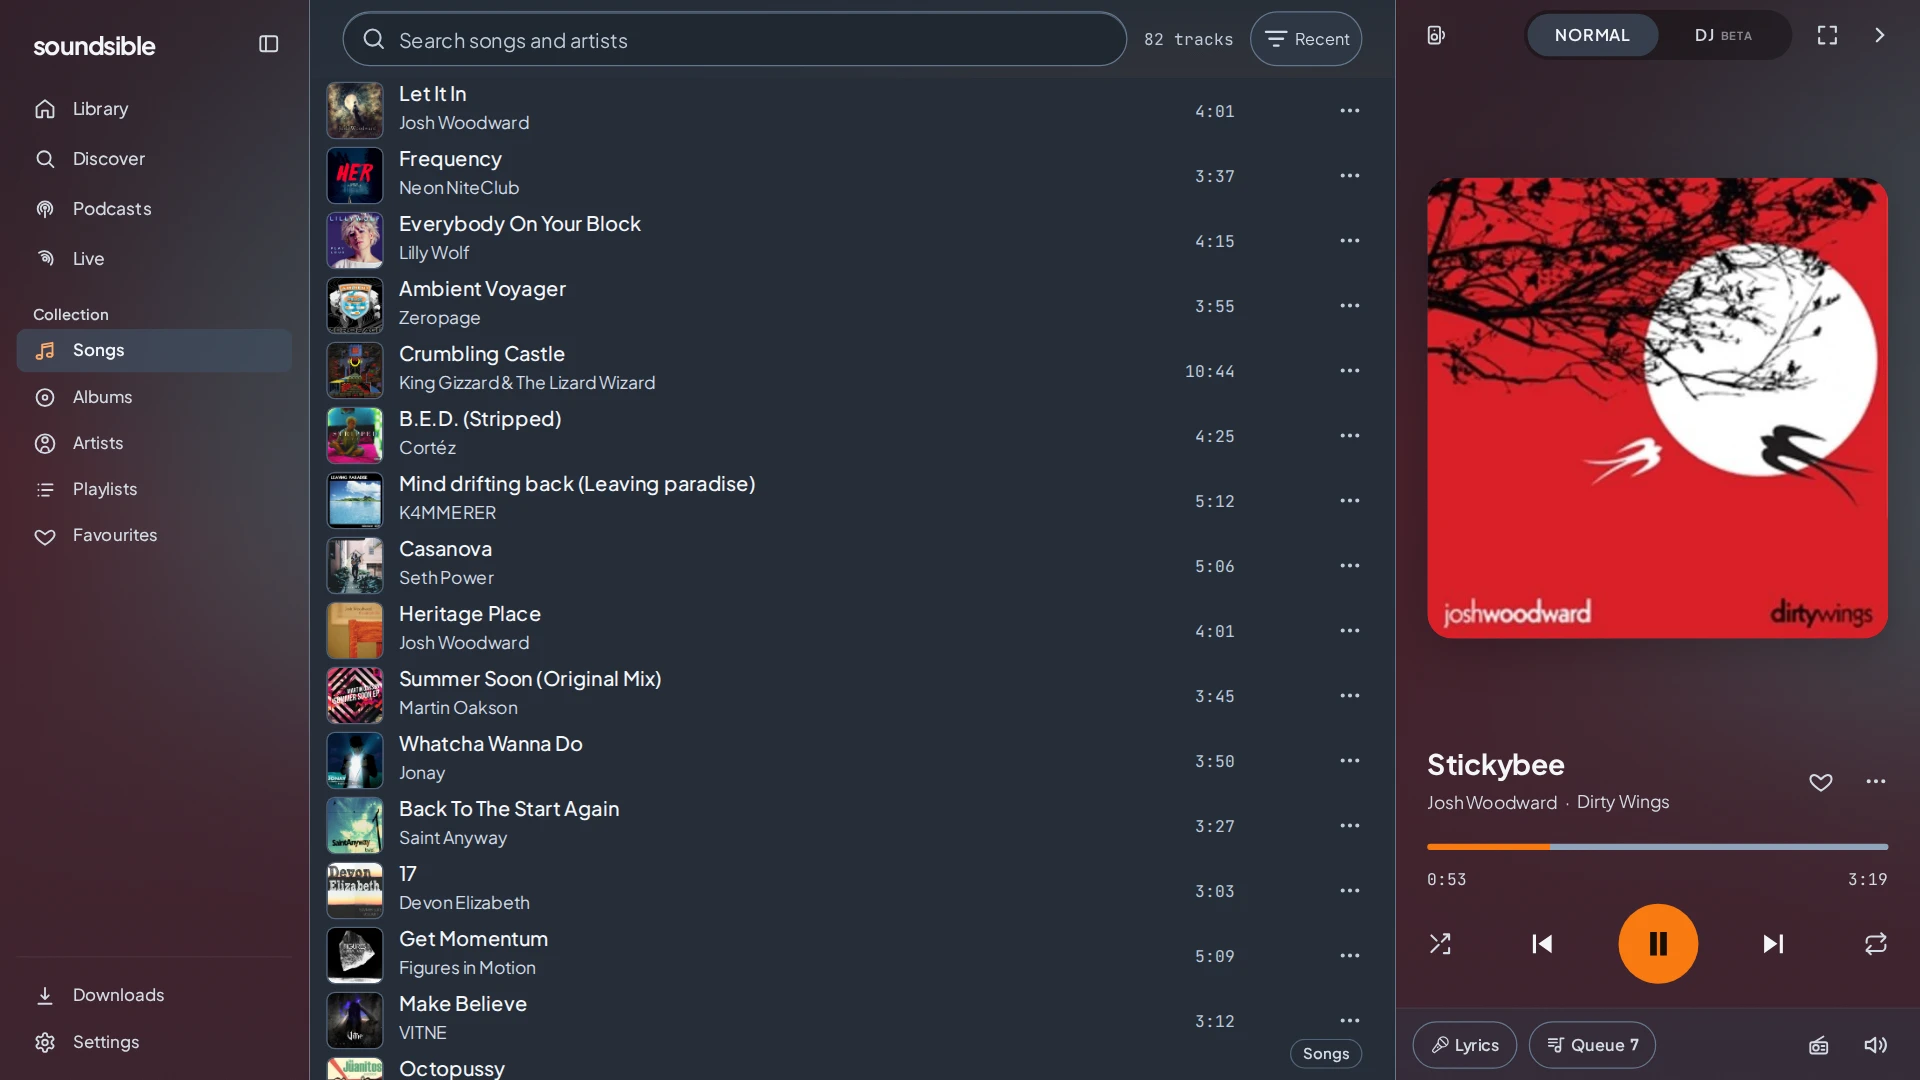 soundsible
Library
Discover
Podcasts
Live
Collection
Songs
Albums
Artists
Playlists
Favourites
Downloads
Settings
Search songs and artists
82 tracks
Recent
Let It In
Josh Woodward
4:01
Frequency
NeonNiteClub
3:37
HER
Everybody On Your Block
Lilly Wolf
4:15
Ambient Voyager
Zeropage
3:55
Crumbling Castle
King Gizzard & The Lizard Wizard
10:44
B.E.D. (Stripped)
Cortéz
4:25
Mind drifting back (Leaving paradise)
K4MMERER
5:12
Casanova
Seth Power
5:06
Heritage Place
Josh Woodward
4:01
Summer Soon (Original Mix)
Martin Oakson
3:45
Whatcha Wanna Do
Jonay
3:50
Back To The Start Again
Saint Anyway
3:27
Devon
Elizabeth
17
Devon Elizabeth
3:03
Get Momentum
Figures in Motion
5:09
Make Believe
VITNE
3:12
Octopussy
Songs
NORMAL
DJ BETA
joshwoodward
dirtywings
Stickybee
Josh Woodward · Dirty Wings
0:53
3:19
Lyrics
Queue 7